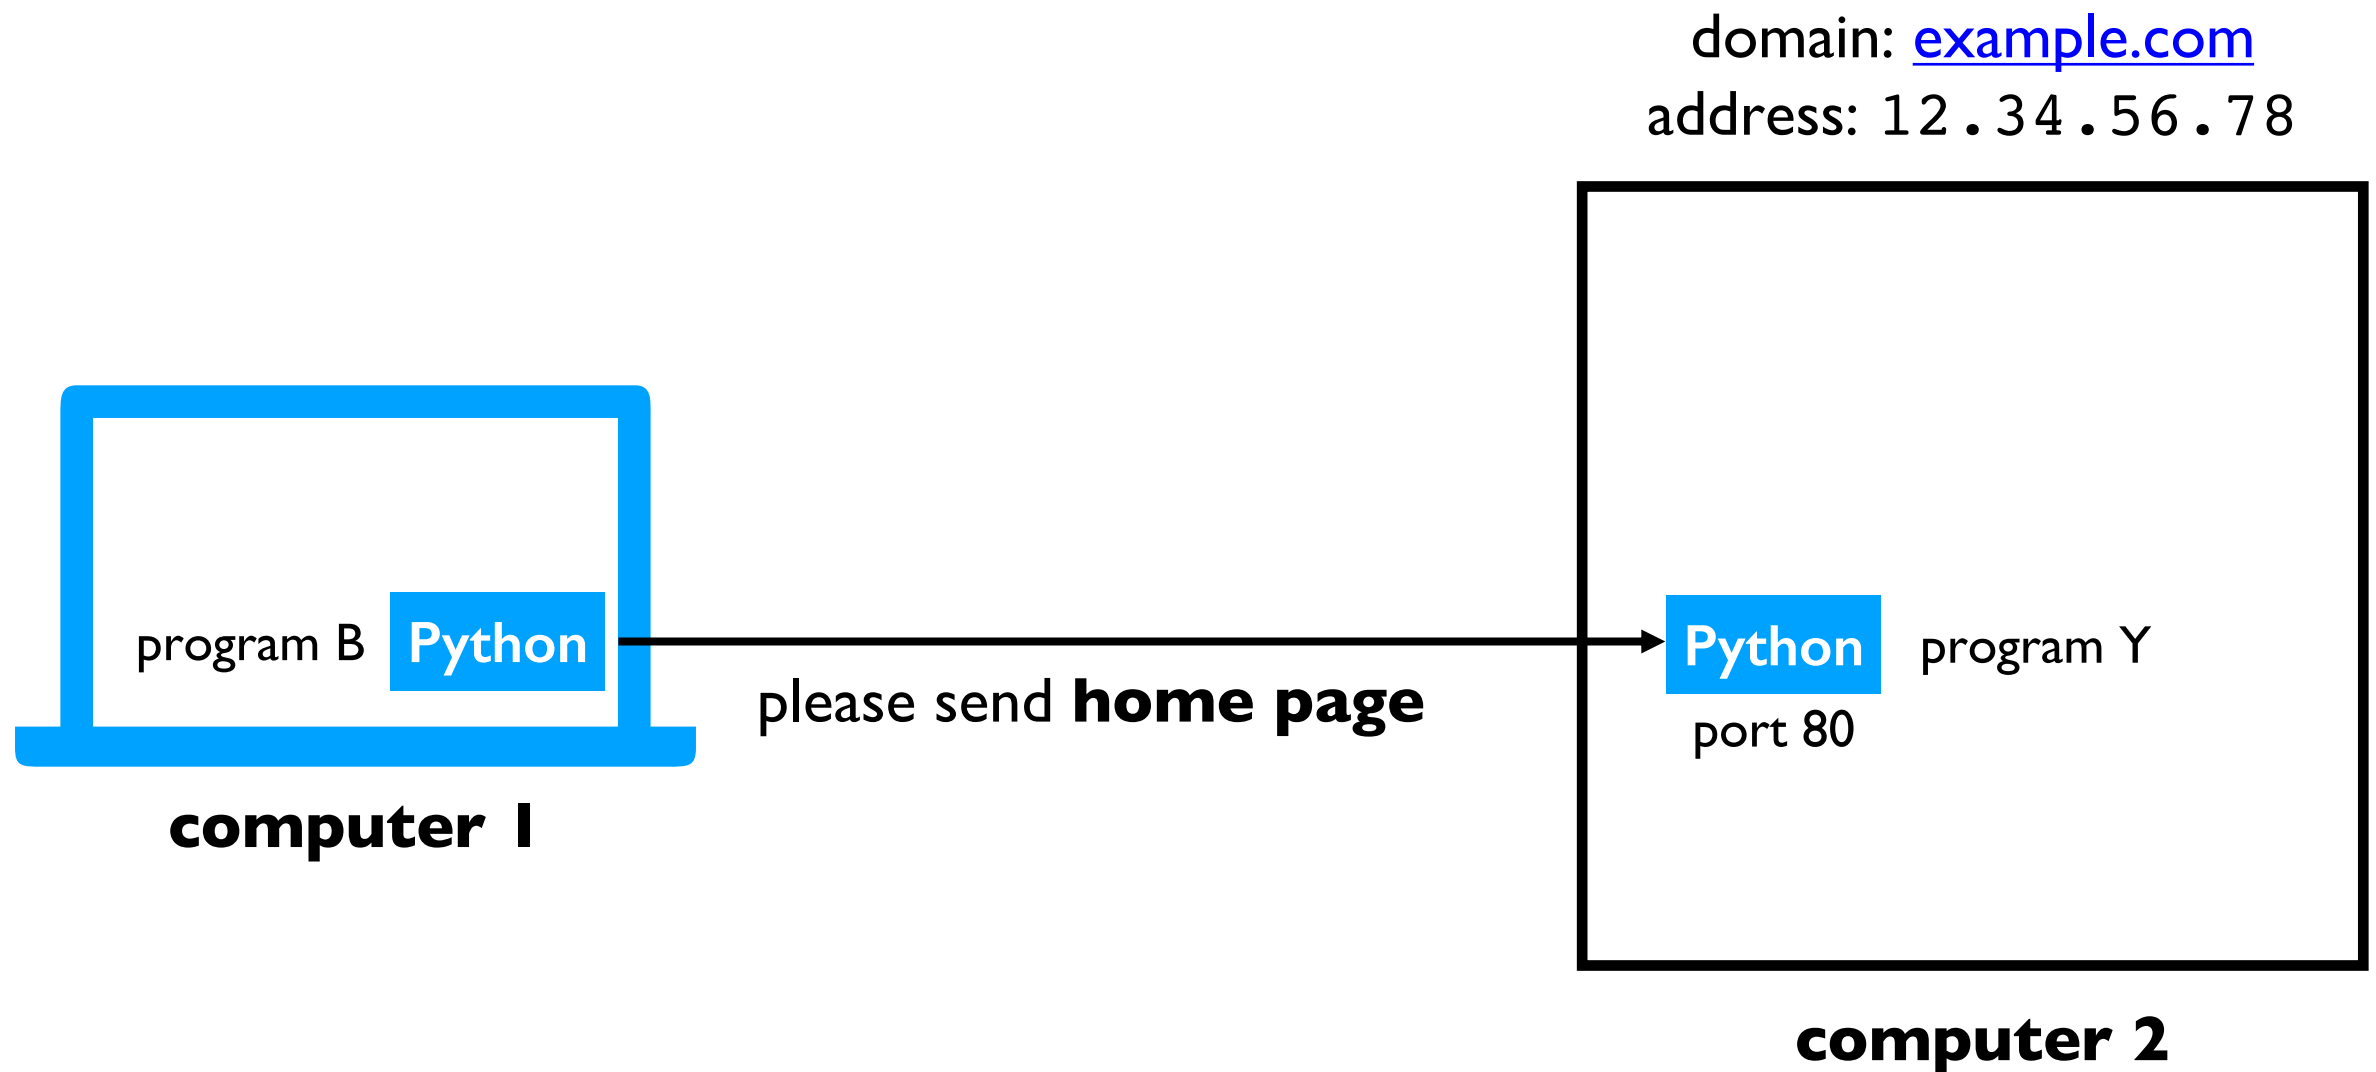 domain: example.com
address: 12.34.56.78
program B
Python
please send home page
Python
program Y
port 80
computer 1
computer 2